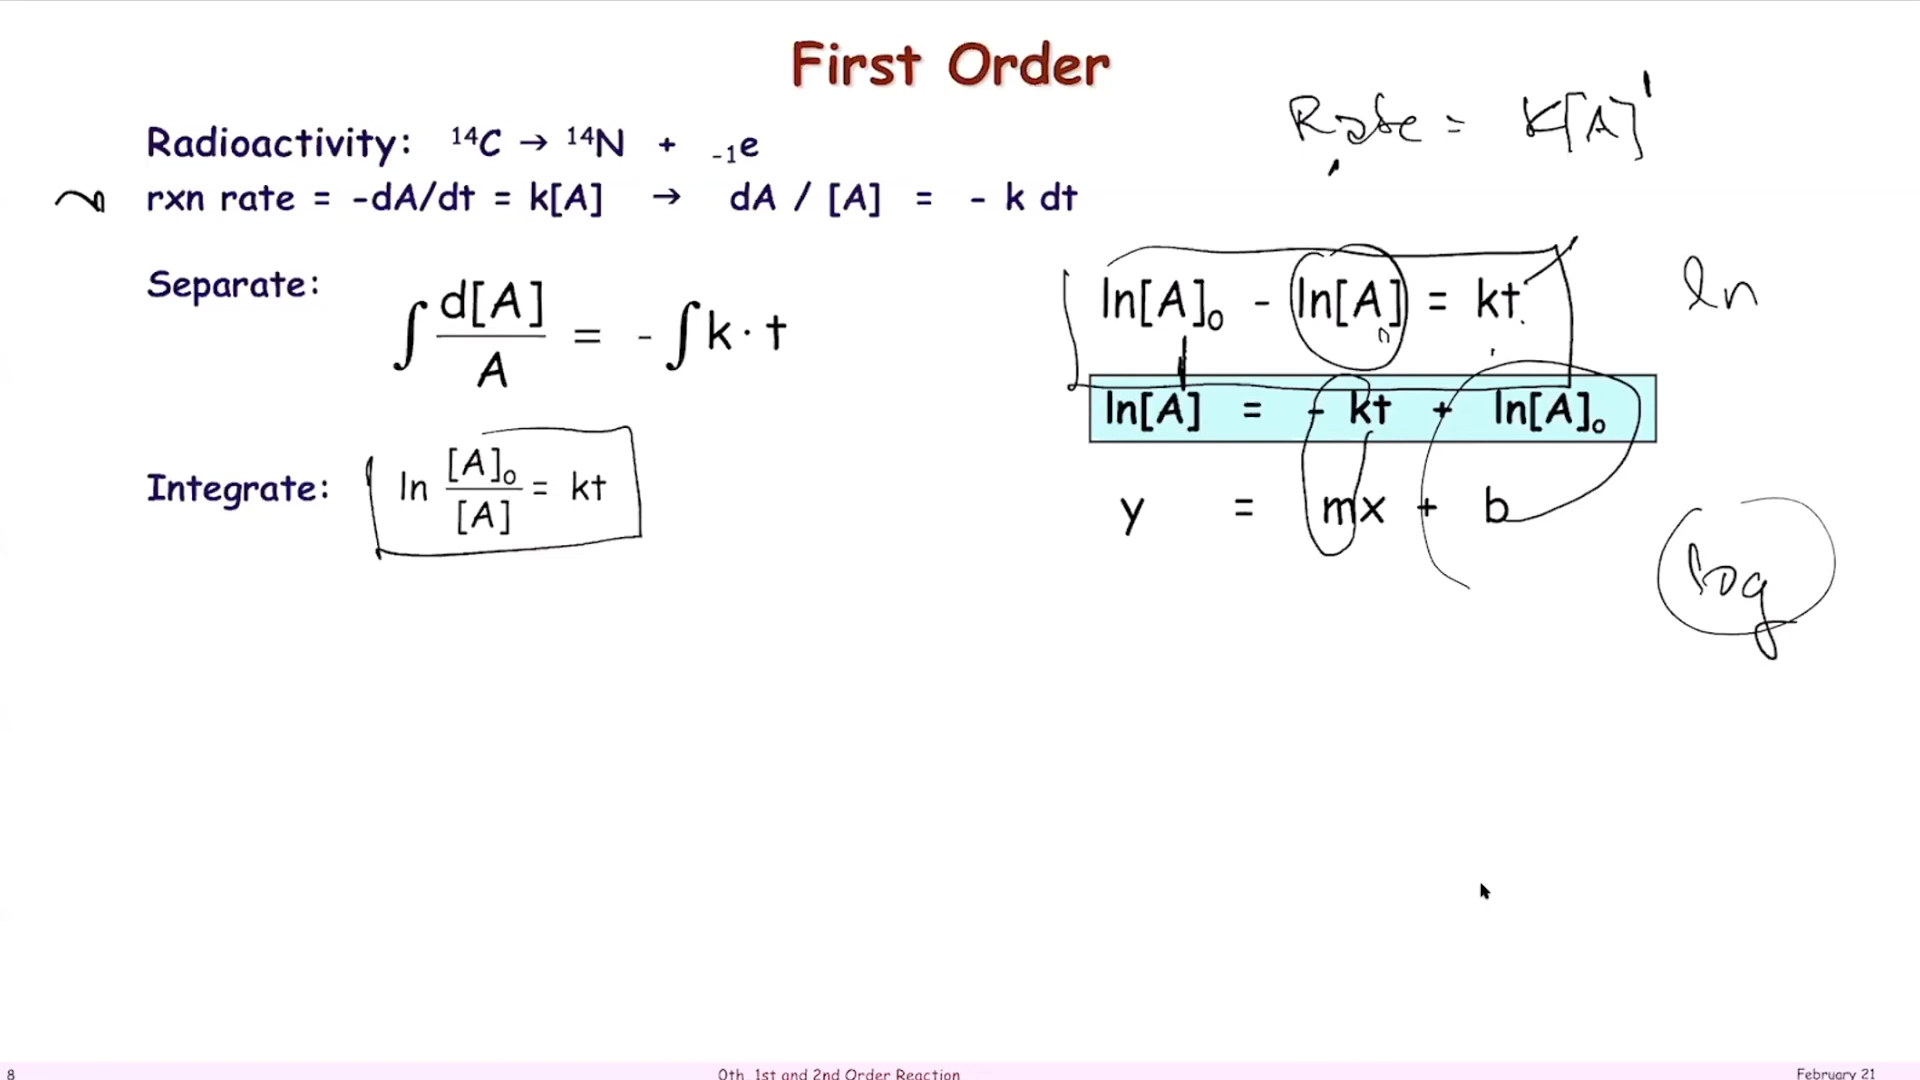 First Order
Rate = K[A]¹
Radioactivity: ¹⁴C → ¹⁴N + ₋₁e
rxn rate = -dA/dt = k[A] → dA / [A] = - k dt
Separate:
∫ d[A]/A = - ∫ k · t
Integrate: ln [A]₀/[A] = kt
ln[A]₀ - ln[A] = kt
ln
ln[A] = - kt + ln[A]₀
y = mx + b
log
8
0th 1st and 2nd Order Reaction
February 21